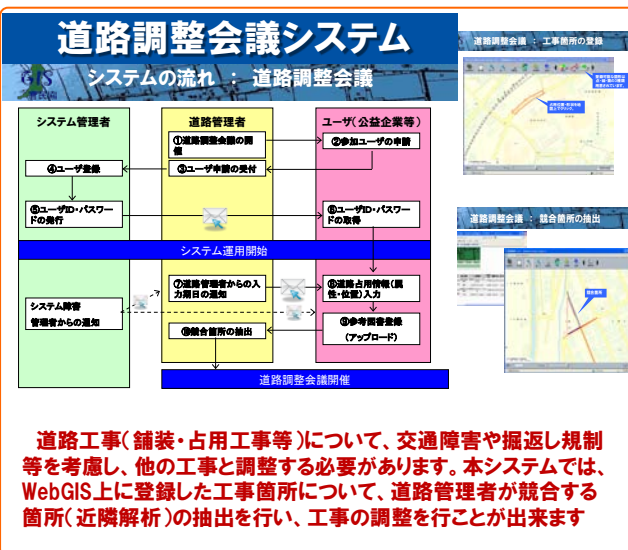 道路調整会議システム
GIS
システムの流れ ： 道路調整会議
システム管理者
道路管理者
ユーザ（公益企業等）
①道路調整会議の開
催
②参加ユーザの申請
③ユーザ申請の受付
④ユーザ登録
⑤ユーザID・パスワー
ドの発行
⑥ユーザID・パスワー
ドの取得
システム運用開始
⑦道路管理者からの入
力期日の通知
⑧道路占用情報（属
性・位置）入力
システム障害
管理者からの通知
⑨参考図書登録
（アップロード）
⑩競合箇所の抽出
道路調整会議開催
道路調整会議 ： 工事箇所の登録
道路調整会議 ： 競合箇所の抽出
競合箇所
道路工事（舗装・占用工事等）について、交通障害や掘返し規制
等を考慮し、他の工事と調整する必要があります。本システムでは、
WebGIS上に登録した工事箇所について、道路管理者が競合する
箇所（近隣解析）の抽出を行い、工事の調整を行ことが出来ます